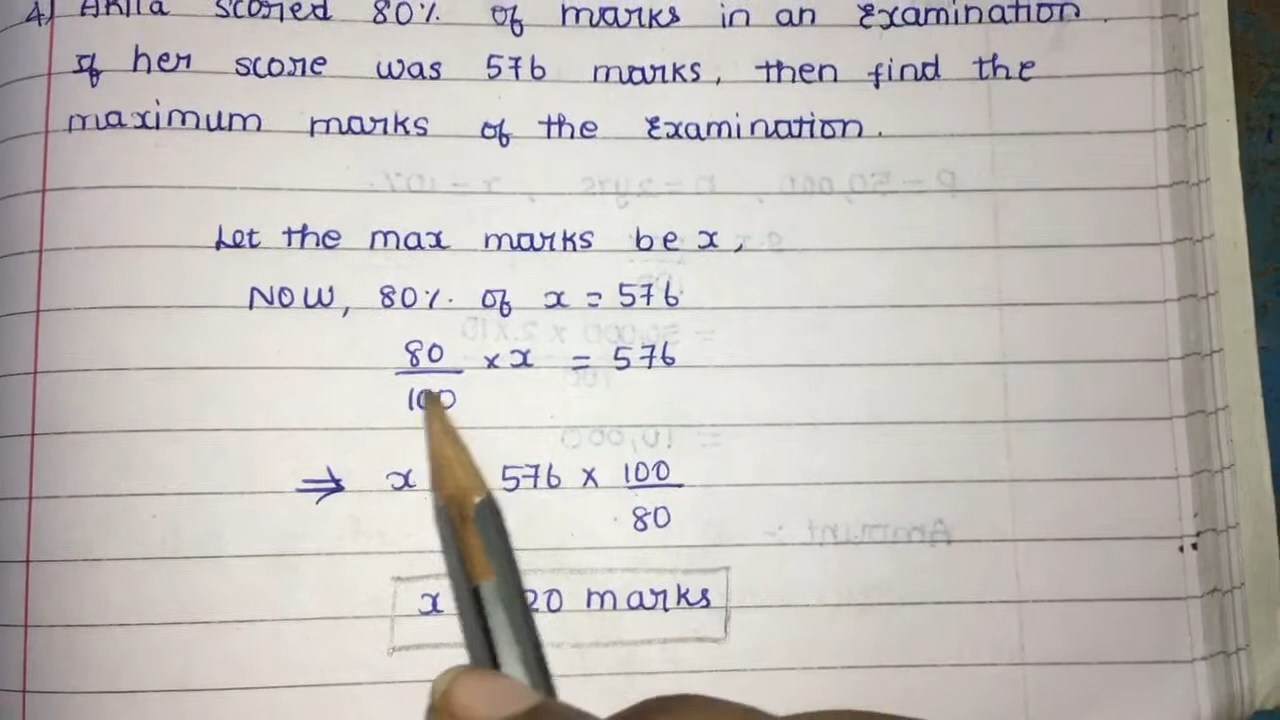 4) Akila scored 80% of marks in an Examination.
If her score was 576 marks, then find the
maximum marks of the Examination.
Let the max marks be x,
NOW, 80% of x = 576
80/100 × x = 576
⇒ x 576 × 100/80
x 20 marks